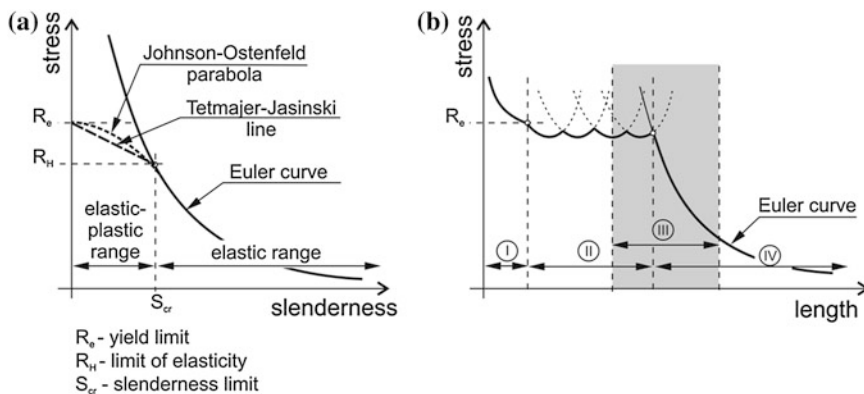 (a)
stress
Johnson-Ostenfeld
parabola
Tetmajer-Jasinski
line
Re
RH
Euler curve
elastic-
plastic
range
elastic range
Scr
slenderness
Re - yield limit
RH - limit of elasticity
Scr - slenderness limit
(b)
stress
Re
Euler curve
I
II
III
IV
length